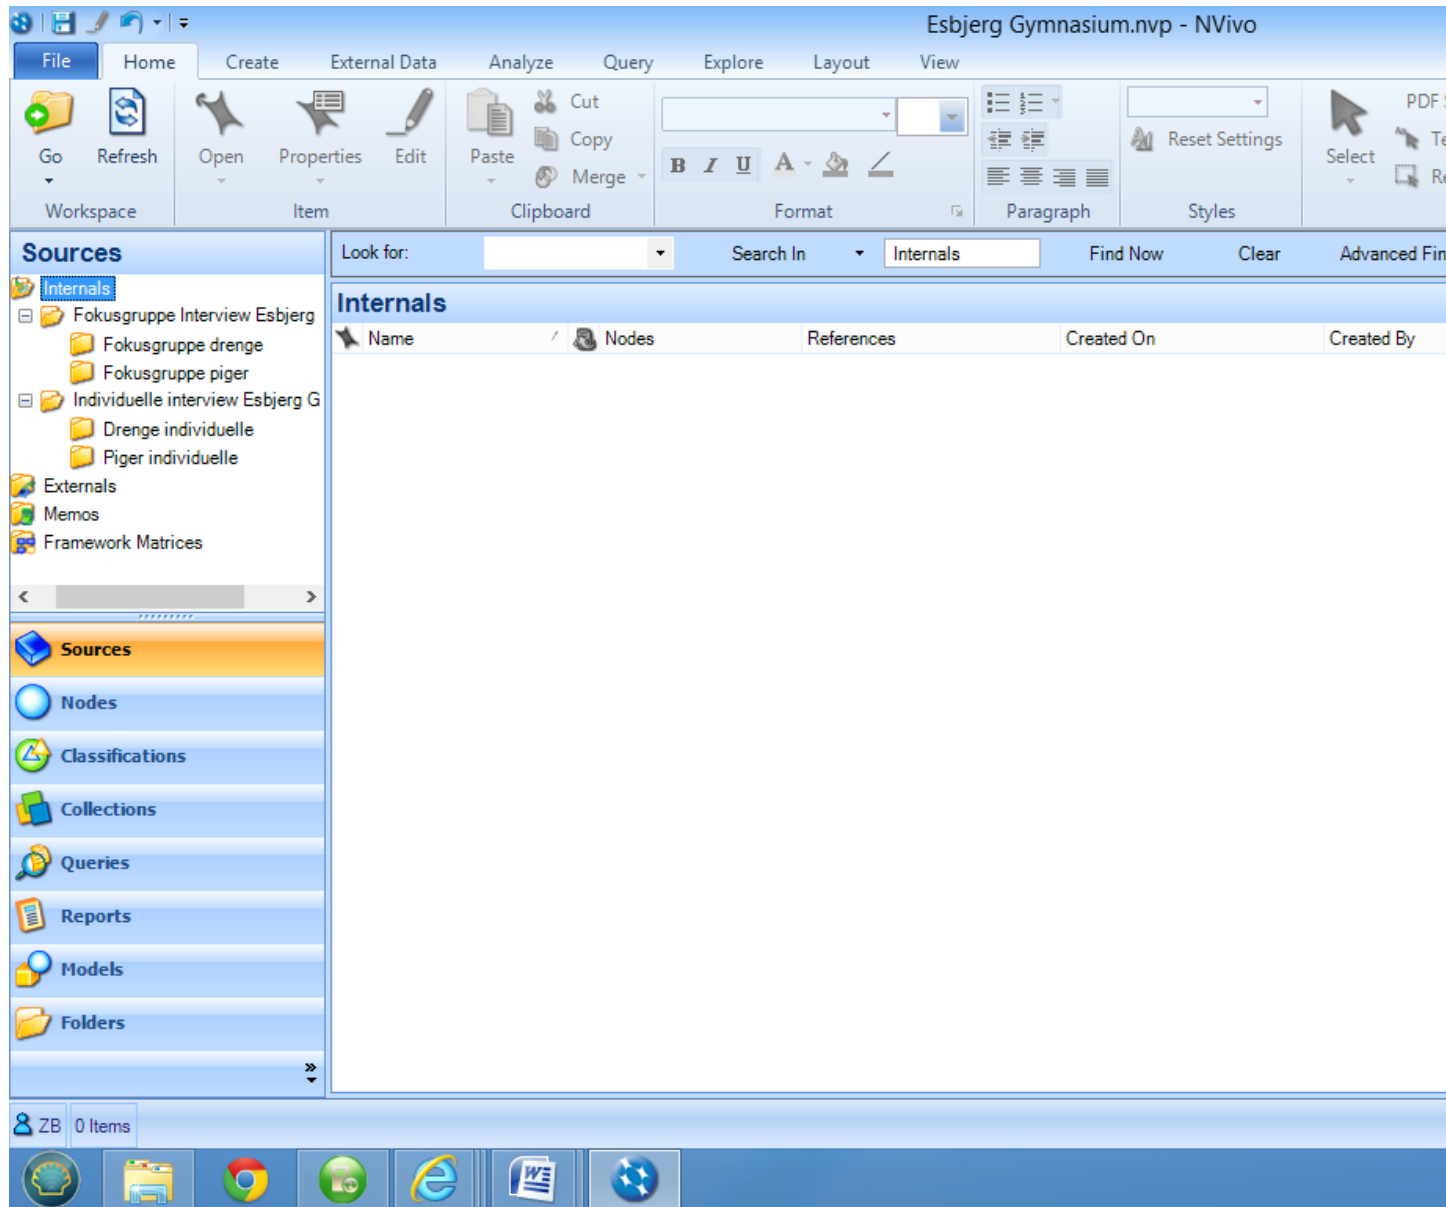 Esbjerg Gymnasium.nvp - NVivo
File Home Create External Data Analyze Query Explore Layout View
Go Refresh Open Properties Edit Paste Cut Copy Merge
B I U A Reset Settings Select PDF
Workspace Item Clipboard Format Paragraph Styles
Sources
Look for: Search In Internals Find Now Clear Advanced Fin
Internals
Fokusgruppe Interview Esbjerg
Fokusgruppe drenge
Fokusgruppe piger
Individuelle interview Esbjerg G
Drenge individuelle
Piger individuelle
Externals
Memos
Framework Matrices
Internals
Name Nodes References Created On Created By
Sources
Nodes
Classifications
Collections
Queries
Reports
Models
Folders
ZB 0 Items